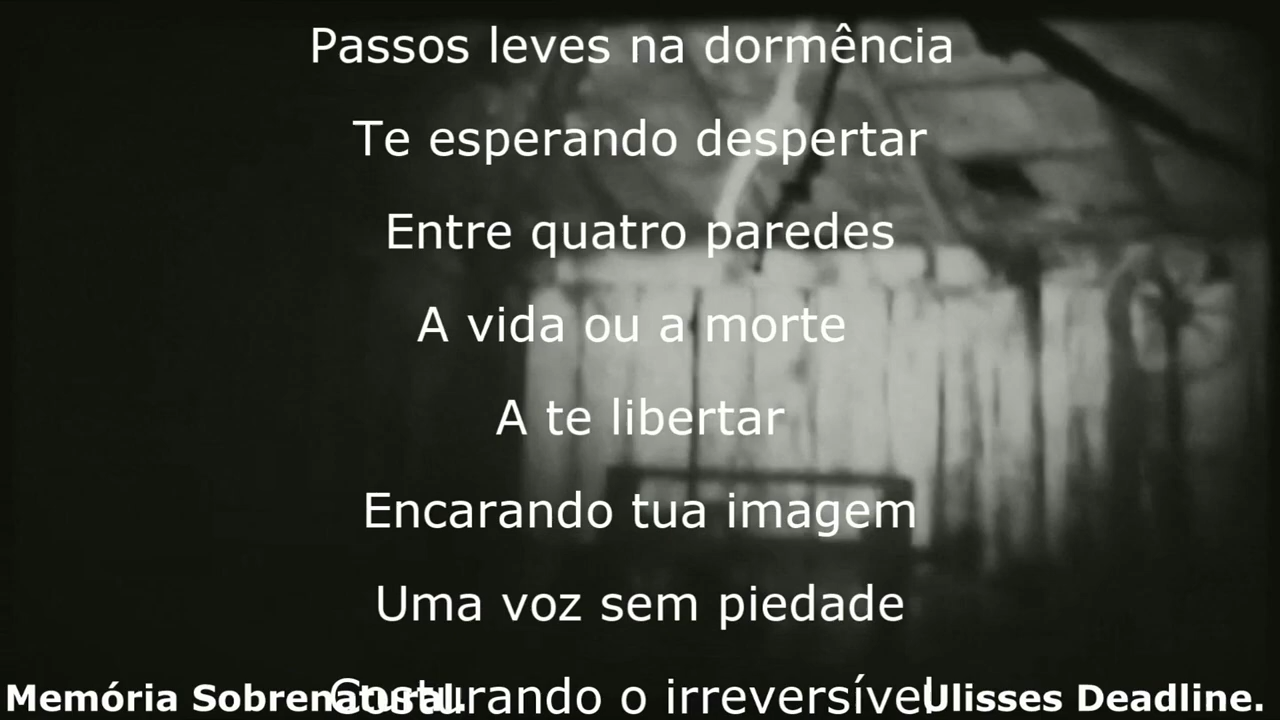 Passos leves na dormência
Te esperando despertar
Entre quatro paredes
A vida ou a morte
A te libertar
Encarando tua imagem
Uma voz sem piedade
Costurando o irreversível
Memória Sobrenatural.
Ulisses Deadline.